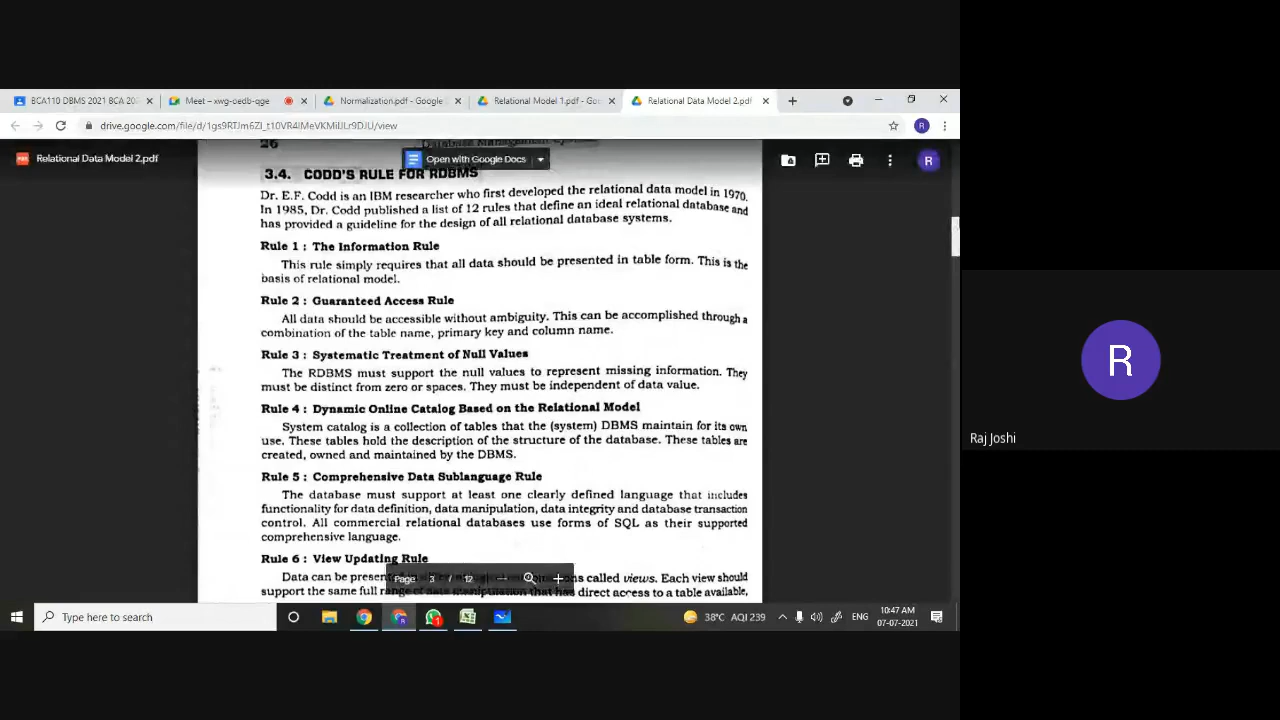 BCA110 DBMS 2021 BCA 20
Meet – xwg-oedb-qge
Normalization.pdf - Google
Relational Model 1.pdf - Go
Relational Data Model 2.pdf
drive.google.com/file/d/
/view
R
Relational Data Model 2.pdf
Open with Google Docs
R
26
3.4. CODD'S RULE FOR RDBMS
Dr. E.F. Codd is an IBM researcher who first developed the relational data model in 1970.
In 1985, Dr. Codd published a list of 12 rules that define an ideal relational database and
has provided a guideline for the design of all relational database systems.
Rule 1 : The Information Rule
This rule simply requires that all data should be presented in table form. This is the
basis of relational model.
Rule 2 : Guaranteed Access Rule
All data should be accessible without ambiguity. This can be accomplished through a
combination of the table name, primary key and column name.
Rule 3 : Systematic Treatment of Null Values
The RDBMS must support the null values to represent missing information. They
must be distinct from zero or spaces. They must be independent of data value.
Rule 4 : Dynamic Online Catalog Based on the Relational Model
System catalog is a collection of tables that the (system) DBMS maintain for its own
use. These tables hold the description of the structure of the database. These tables are
created, owned and maintained by the DBMS.
Rule 5 : Comprehensive Data Sublanguage Rule
The database must support at least one clearly defined language that includes
functionality for data definition, data manipulation, data integrity and database transaction
control. All commercial relational databases use forms of SQL as their supported
comprehensive language.
Rule 6 : View Updating Rule
Data can be presented called views. Each view should
support the same full range of data manipulation that has direct access to a table available,
Page 3 / 12
R
Raj Joshi
Type here to search
1
38°C AQI 239
ENG
10:47 AM
07-07-2021